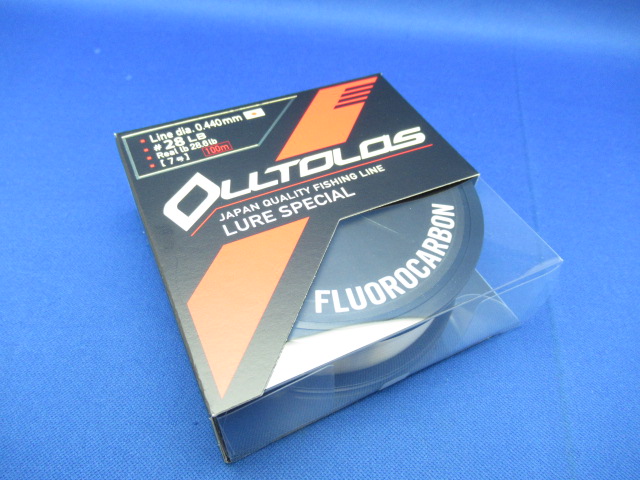 Line dia. 0.440mm
# 28 LB
Real lb 28.6lb
[ 7号 ] 100m
OLLTOLOS
JAPAN QUALITY FISHING LINE
LURE SPECIAL
FLUOROCARBON